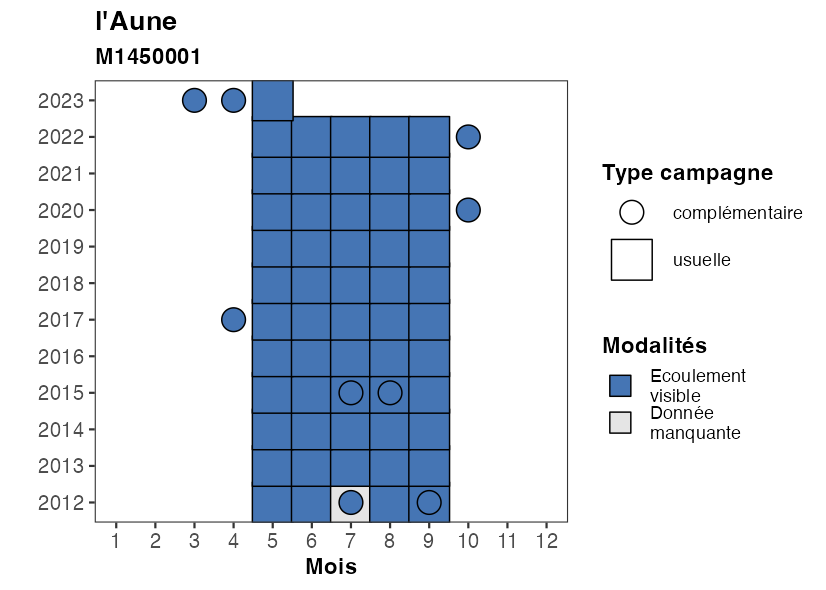 l'Aune
M1450001
2023
2022
2021
2020
2019
2018
2017
2016
2015
2014
2013
2012
1 2 3 4 5 6 7 8 9 10 11 12
Mois
Type campagne
complémentaire
usuelle
Modalités
Ecoulement
visible
Donnée
manquante